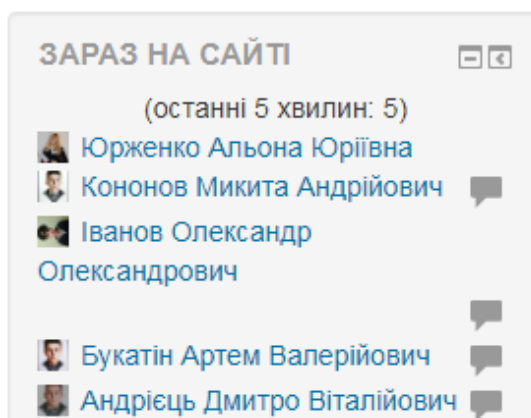 ЗАРАЗ НА САЙТІ
(останні 5 хвилин: 5)
Юрженко Альона Юріївна
Кононов Микита Андрійович
Іванов Олександр
Олександрович
Букатін Артем Валерійович
Андрієць Дмитро Віталійович